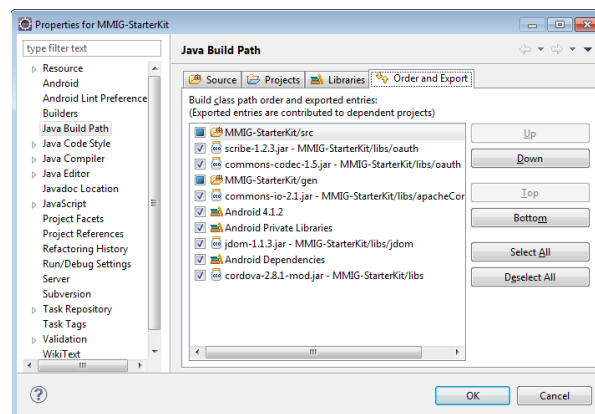 Properties for MMIG-StarterKit
type filter text
Resource
Android
Android Lint Preference
Builders
Java Build Path
Java Code Style
Java Compiler
Java Editor
Javadoc Location
JavaScript
Project Facets
Project References
Refactoring History
Run/Debug Settings
Server
Subversion
Task Repository
Task Tags
Validation
WikiText
Java Build Path
Source
Projects
Libraries
Order and Export
Build class path order and exported entries:
(Exported entries are contributed to dependent projects)
MMIG-StarterKit/src
scribe-1.2.3.jar - MMIG-StarterKit/libs/oauth
commons-codec-1.5.jar - MMIG-StarterKit/libs/oauth
MMIG-StarterKit/gen
commons-io-2.1.jar - MMIG-StarterKit/libs/apacheCor
Android 4.1.2
Android Private Libraries
jdom-1.1.3.jar - MMIG-StarterKit/libs/jdom
Android Dependencies
cordova-2.8.1-mod.jar - MMIG-StarterKit/libs
Up
Down
Top
Bottom
Select All
Deselect All
OK
Cancel